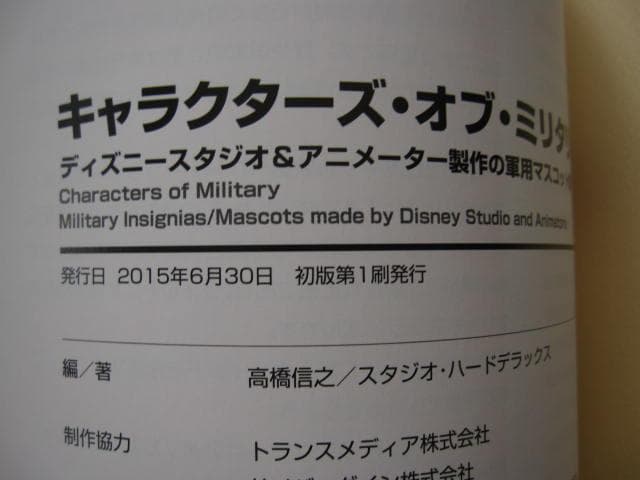 キャラクターズ・オブ・ミリタ
ディズニースタジオ&アニメーター製作の軍用マスコット
Characters of Military
Military Insignias/Mascots made by Disney Studio and Animators
発行日 2015年6月30日 初版第1刷発行
編／著 高橋信之／スタジオ・ハードデラックス
制作協力 トランスメディア株式会社